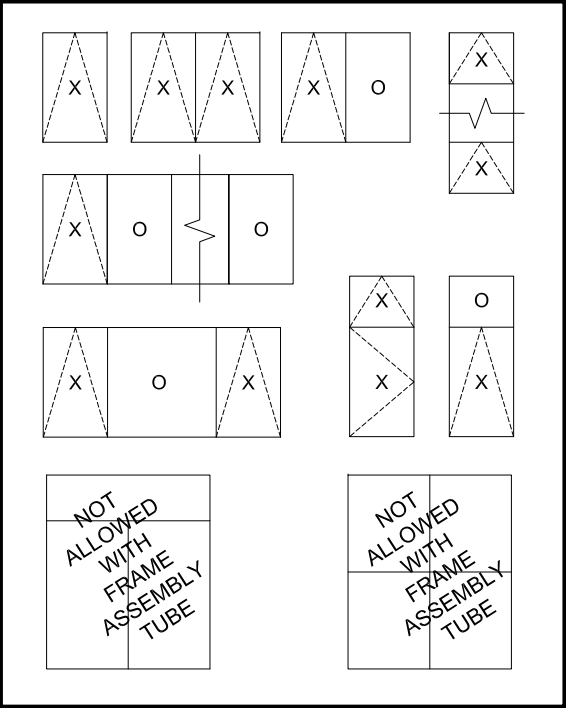 X
X X
X O
X
X
X O O
X
X
O
X
X O X
NOT
ALLOWED
WITH
FRAME
ASSEMBLY
TUBE
NOT
ALLOWED
WITH
FRAME
ASSEMBLY
TUBE